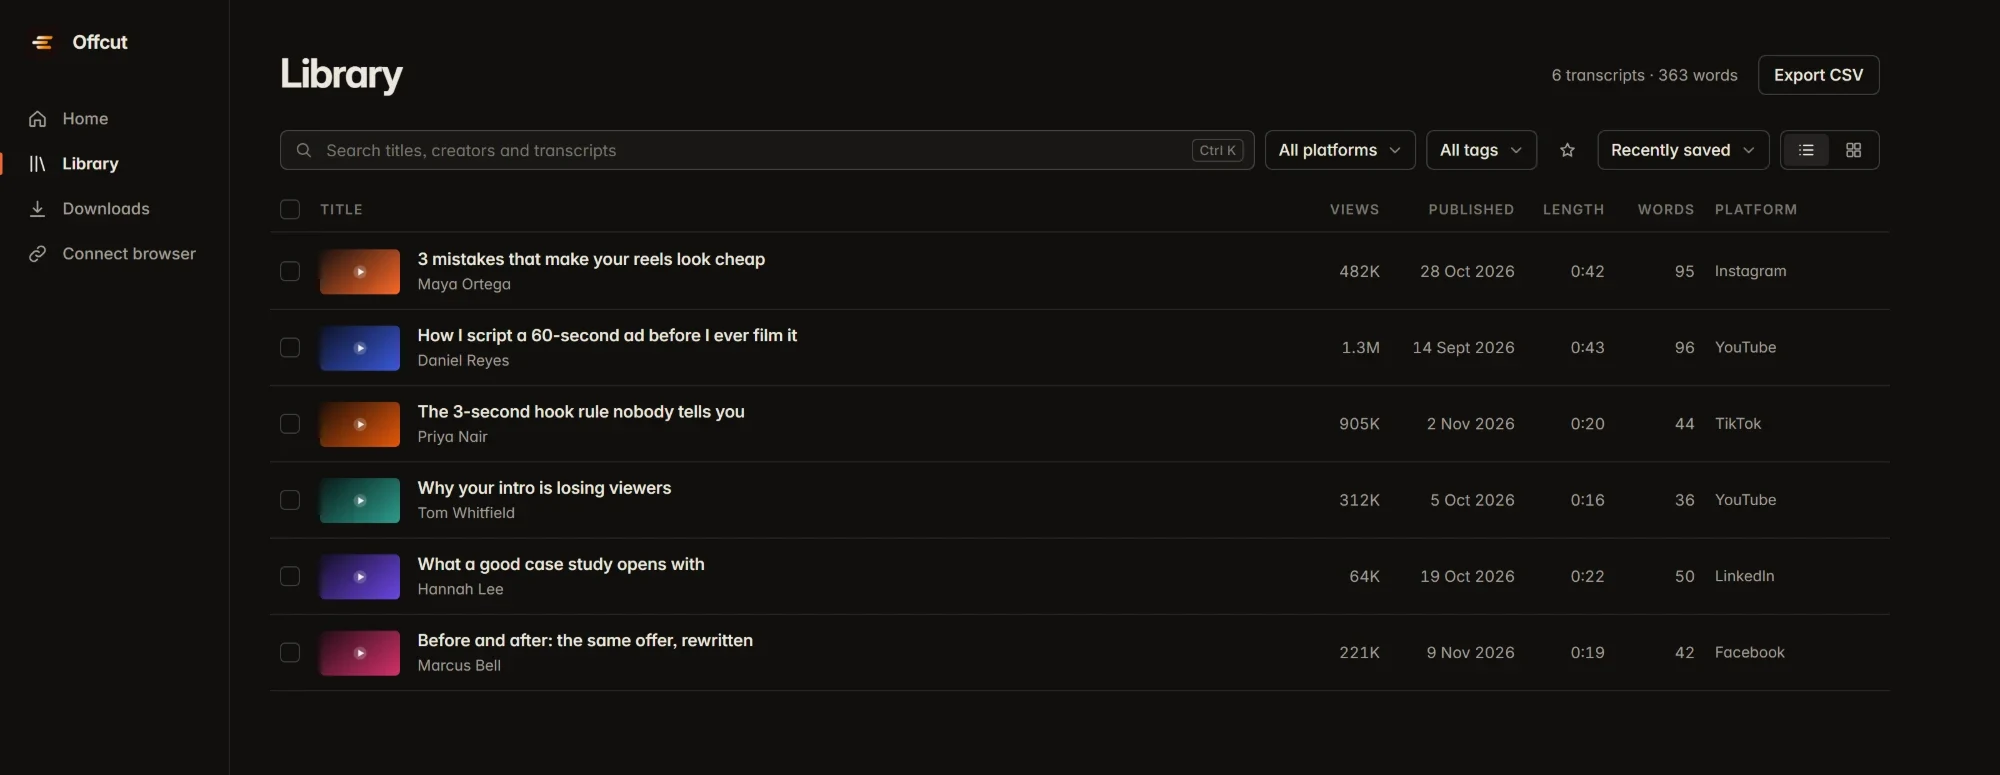 Offcut
Home
Library
Downloads
Connect browser
Library
6 transcripts · 363 words
Export CSV
Search titles, creators and transcripts
Ctrl K
All platforms
All tags
Recently saved
TITLE VIEWS PUBLISHED LENGTH WORDS PLATFORM
3 mistakes that make your reels look cheap
Maya Ortega
482K 28 Oct 2026 0:42 95 Instagram
How I script a 60-second ad before I ever film it
Daniel Reyes
1.3M 14 Sept 2026 0:43 96 YouTube
The 3-second hook rule nobody tells you
Priya Nair
905K 2 Nov 2026 0:20 44 TikTok
Why your intro is losing viewers
Tom Whitfield
312K 5 Oct 2026 0:16 36 YouTube
What a good case study opens with
Hannah Lee
64K 19 Oct 2026 0:22 50 LinkedIn
Before and after: the same offer, rewritten
Marcus Bell
221K 9 Nov 2026 0:19 42 Facebook